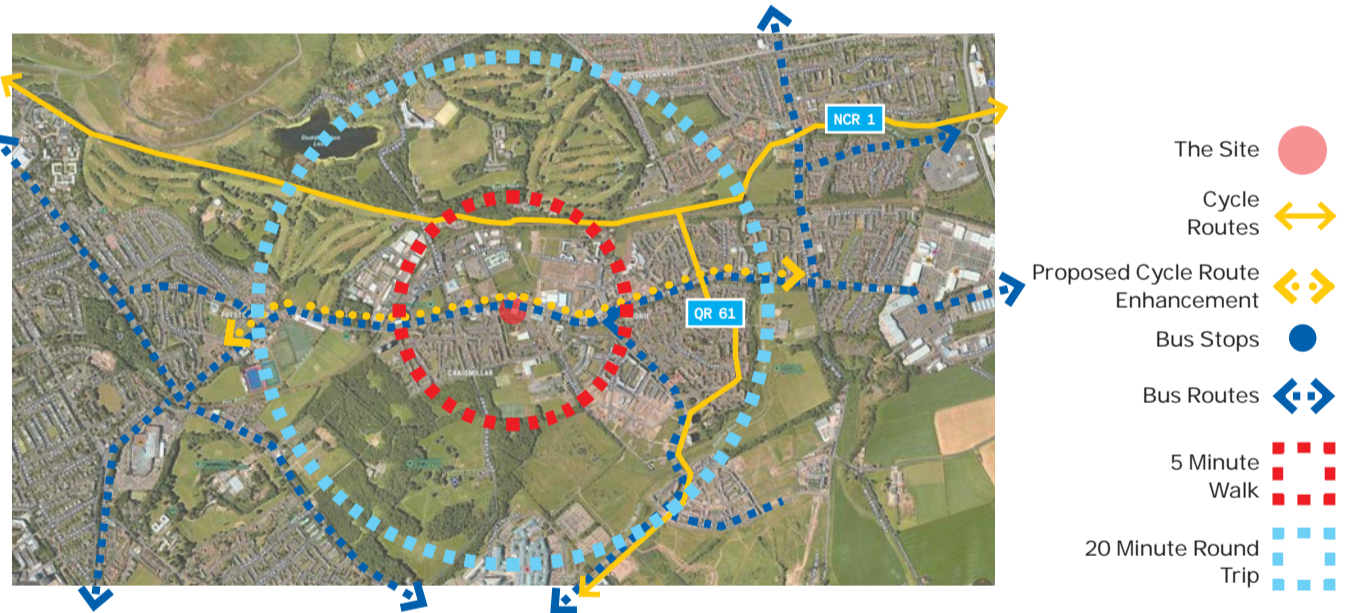 NCR 1
QR 61
CRAIGMILLAR
The Site
Cycle
Routes
Proposed Cycle Route
Enhancement
Bus Stops
Bus Routes
5 Minute
Walk
20 Minute Round
Trip